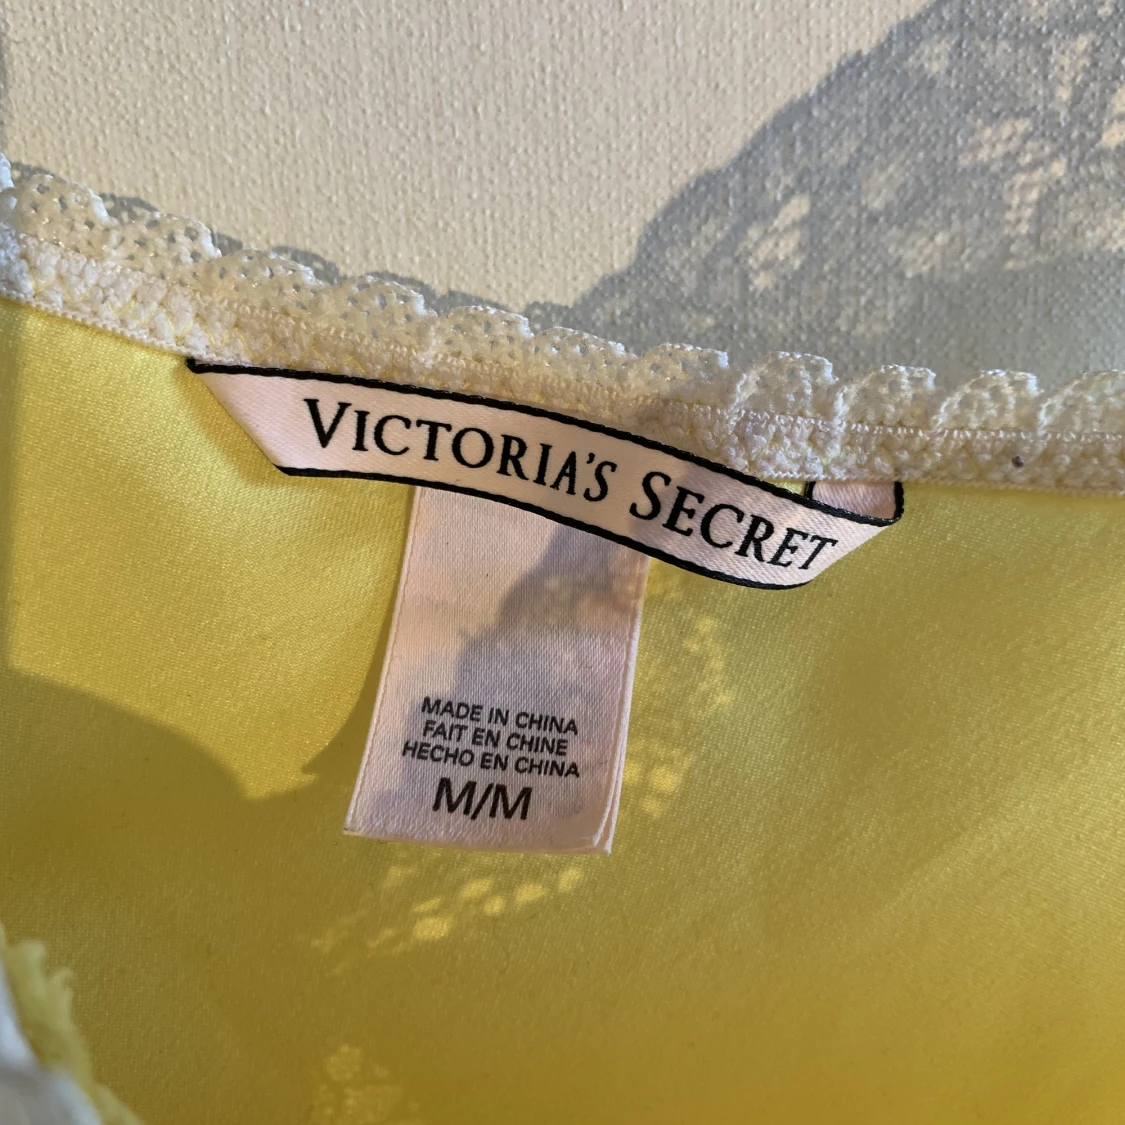 VICTORIA'S SECRET
MADE IN CHINA
FAIT EN CHINE
HECHO EN CHINA
M/M